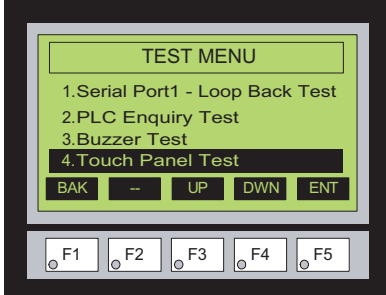 TEST MENU
1.Serial Port1 - Loop Back Test
2.PLC Enquiry Test
3.Buzzer Test
4.Touch Panel Test
BAK -- UP DWN ENT
F1 F2 F3 F4 F5